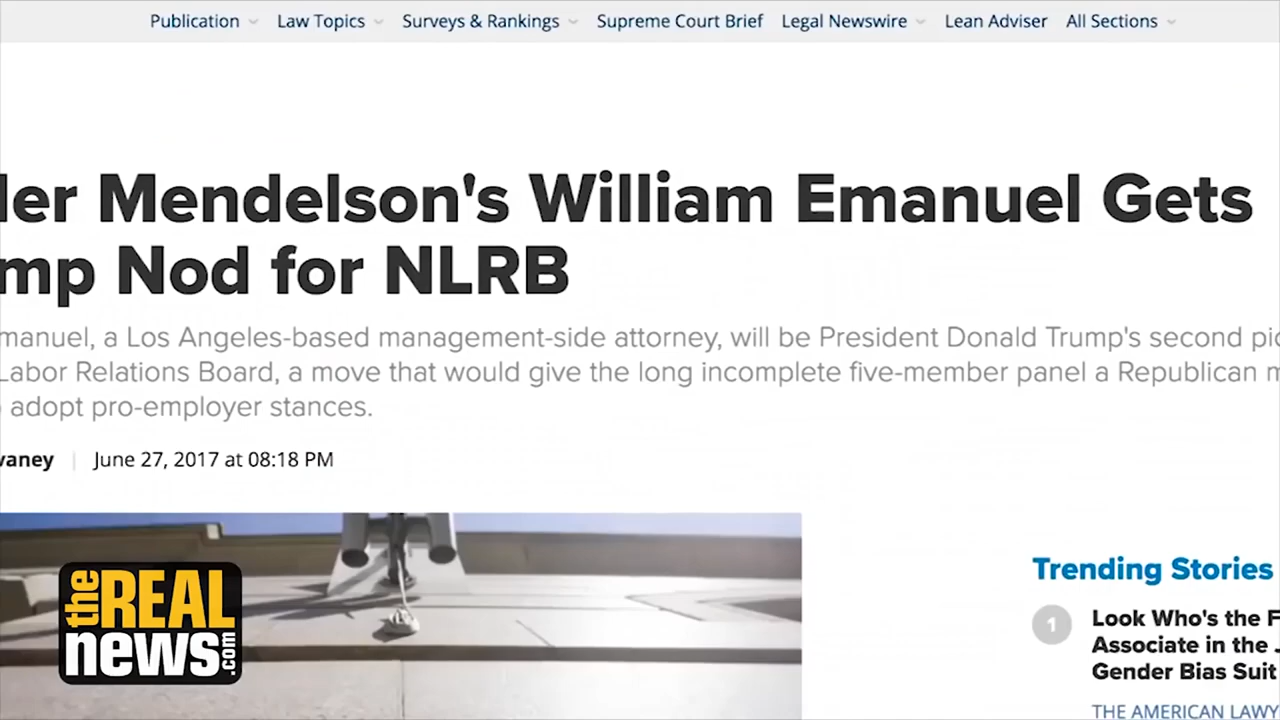 Publication Law Topics Surveys & Rankings Supreme Court Brief Legal Newswire Lean Adviser All Sections
ler Mendelson's William Emanuel Gets
mp Nod for NLRB
manuel, a Los Angeles-based management-side attorney, will be President Donald Trump's second pic
Labor Relations Board, a move that would give the long incomplete five-member panel a Republican m
adopt pro-employer stances.
vaney | June 27, 2017 at 08:18 PM
the REAL
news.com
Trending Stories
1
Look Who's the F
Associate in the J
Gender Bias Suit
THE AMERICAN LAWY